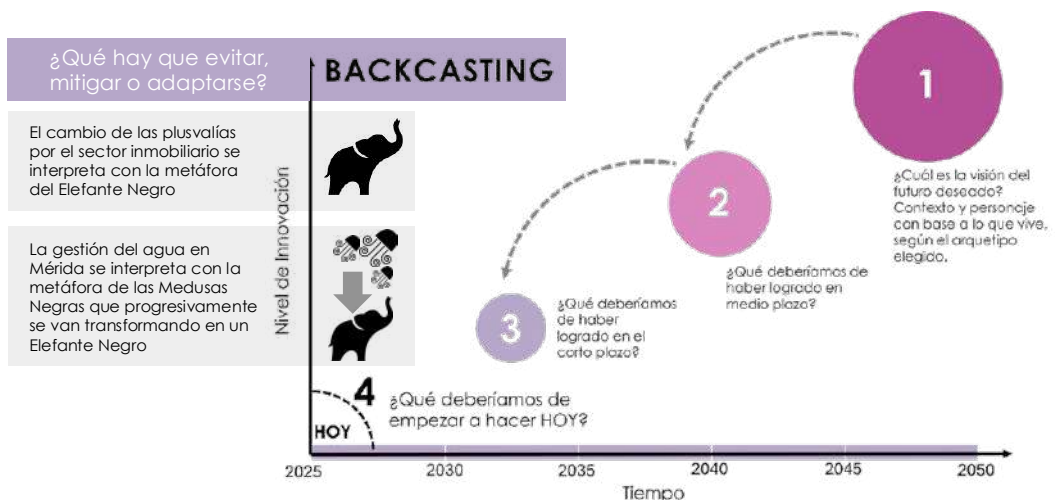 ¿Qué hay que evitar,
mitigar o adaptarse?
El cambio de las plusvalías
por el sector inmobiliario se
interpreta con la metáfora
del Elefante Negro
La gestión del agua en
Mérida se interpreta con la
metáfora de las Medusas
Negras que progresivamente
se van transformando en un
Elefante Negro
BACKCASTING
Nivel de Innovación
1
¿Cuál es la visión del
futuro deseado?
Contexto y personaje
con base a lo que vive,
según el arquetipo
elegido.
2
¿Qué deberíamos de
haber logrado en
medio plazo?
3
¿Qué deberíamos
de haber
logrado en el
corto plazo?
4
¿Qué deberíamos de
empezar a hacer HOY?
HOY
2025
2030
2035
2040
2045
2050
Tiempo